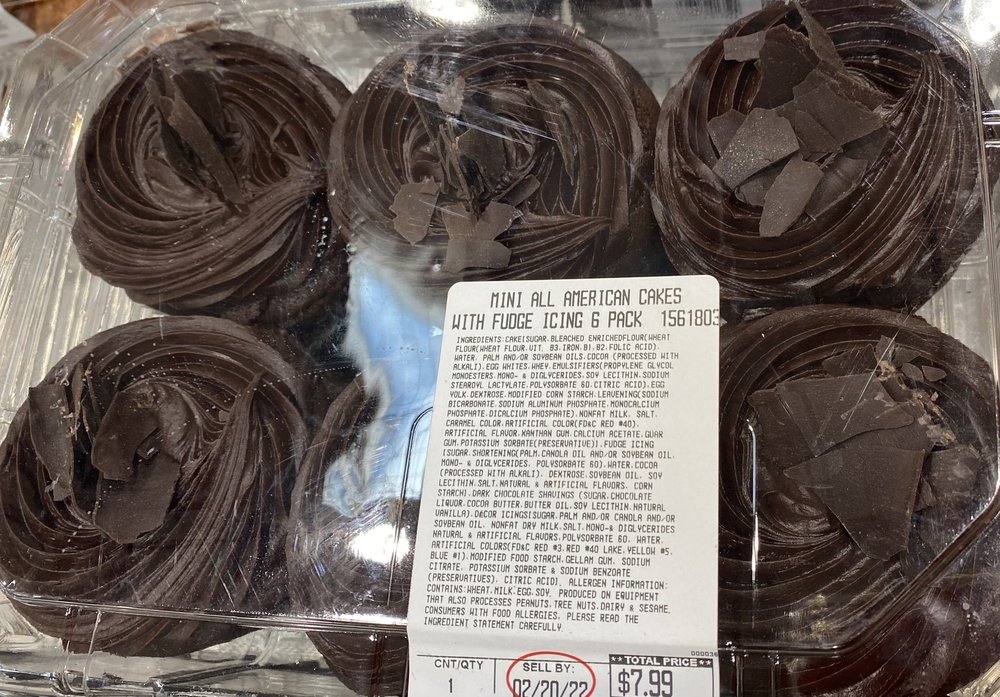 MINI ALL AMERICAN CAKES
WITH FUDGE ICING 6 PACK 1561803
INGREDIENTS:CAKE(SUGAR,BLEACHED ENRICHEDFLOUR(WHEAT
FLOUR(WHEAT FLOUR,VIT. B3,IRON,B1,B2,FOLIC ACID),
WATER, PALM AND/OR SOYBEAN OILS,COCOA (PROCESSED WITH
ALKALI),EGG WHITES,WHEY,EMULSIFIERS(PROPYLENE GLYCOL
MONOESTERS,MONO- & DIGLYCERIDES,SOY LECITHIN,SODIUM
STEAROYL LACTYLATE,POLYSORBATE 60,CITRIC ACID),EGG
YOLK,DEXTROSE,MODIFIED CORN STARCH,LEAVENING(SODIUM
BICARBONATE,SODIUM ALUMINUM PHOSPHATE,MONOCALCIUM
PHOSPHATE,DICALCIUM PHOSPHATE),NONFAT MILK, SALT,
CARAMEL COLOR,ARTIFICIAL COLOR(FD&C RED #40),
ARTIFICIAL FLAVOR,XANTHAN GUM,CALCIUM ACETATE,GUAR
GUM,POTASSIUM SORBATE(PRESERVATIVE)),FUDGE ICING
(SUGAR,SHORTENING(PALM,CANOLA OIL AND/OR SOYBEAN OIL,
MONO- & DIGLYCERIDES, POLYSORBATE 60),WATER,COCOA
(PROCESSED WITH ALKALI), DEXTROSE,SOYBEAN OIL, SOY
LECITHIN,SALT,NATURAL & ARTIFICIAL FLAVORS, CORN
STARCH),DARK CHOCOLATE SHAVINGS (SUGAR,CHOCOLATE
LIQUOR,COCOA BUTTER,BUTTER OIL,SOY LECITHIN,NATURAL
VANILLA),DéCOR ICINGS(SUGAR,PALM AND/OR CANOLA AND/OR
SOYBEAN OIL, NONFAT DRY MILK,SALT,MONO-& DIGLYCERIDES
NATURAL & ARTIFICIAL FLAVORS,POLYSORBATE 60, WATER,
ARTIFICIAL COLORS(FD&C RED #3,RED #40 LAKE,YELLOW #5,
BLUE #1),MODIFIED FOOD STARCH,GELLAM GUM, SODIUM
CITRATE, POTASSIUM SORBATE & SODIUM BENZOATE
(PRESERVATIVES), CITRIC ACID). ALLERGEN INFORMATION:
CONTAINS:WHEAT,MILK,EGG,SOY. PRODUCED ON EQUIPMENT
THAT ALSO PROCESSES PEANUTS,TREE NUTS,DAIRY & SESAME.
CONSUMERS WITH FOOD ALLERGIES, PLEASE READ THE
INGREDIENT STATEMENT CAREFULLY.
CNT/QTY SELL BY: **TOTAL PRICE**
1 02/20/22 $7.99